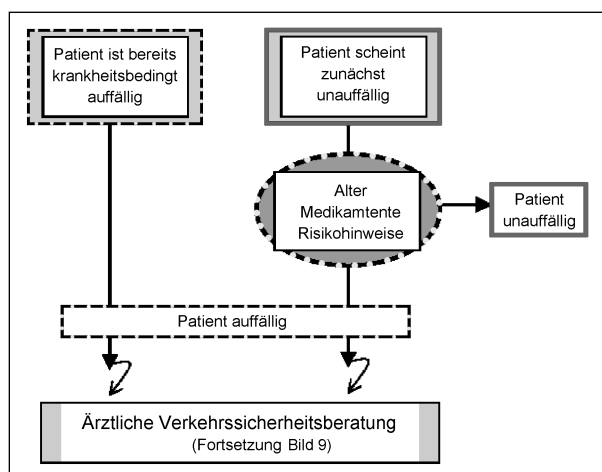 Patient ist bereits
krankheitsbedingt
auffällig
Patient scheint
zunächst
unauffällig
Alter
Medikamtente
Risikohinweise
Patient
unauffällig
Patient auffällig
Ärztliche Verkehrssicherheitsberatung
(Fortsetzung Bild 9)